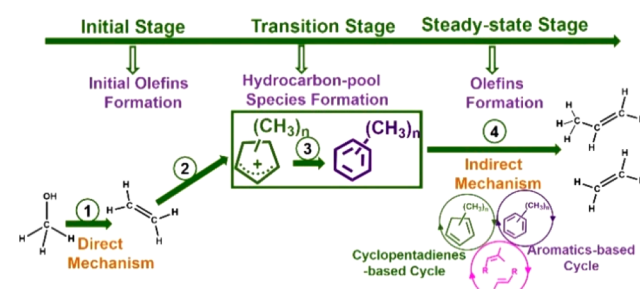 Initial Stage
Transition Stage
Steady-state Stage
Initial Olefins
Formation
Hydrocarbon-pool
Species Formation
Olefins
Formation
(CH3)n
+
3
(CH3)n
4
2
1
Direct
Mechanism
OH
H
H
H
H
H
H
H
Indirect
Mechanism
H
H
H
H
H
H
H
H
(CH3)n
(CH3)n
Cyclopentadienes
-based Cycle
Aromatics-based
Cycle
R
R